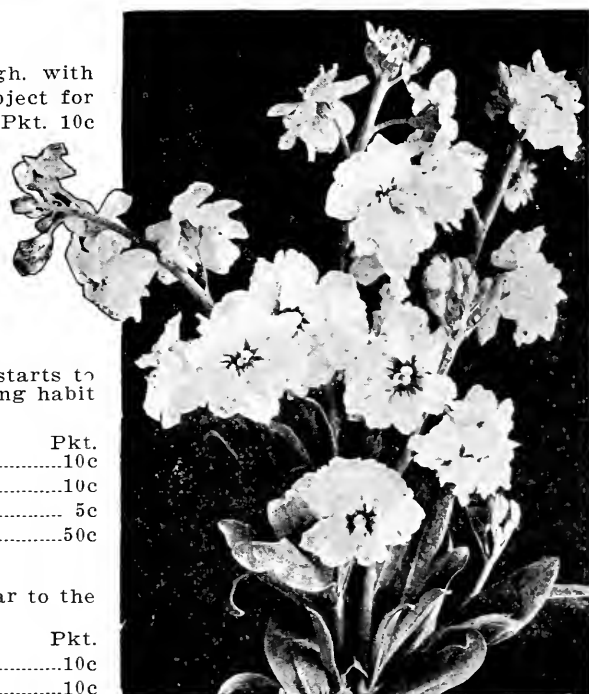 gh. with
oject for
Pkt. 10c
starts to
ng habit
Pkt.
..........10c
..........10c
.......... 5c
..........50c
ar to the
Pkt.
..........10c
..........10c